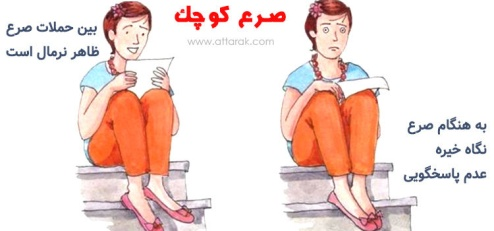 صرع کوچك
www.attarak.com
بین حملات صرع
ظاهر نرمال است
به هنگام صرع
نگاه خیره
عدم پاسخگویی